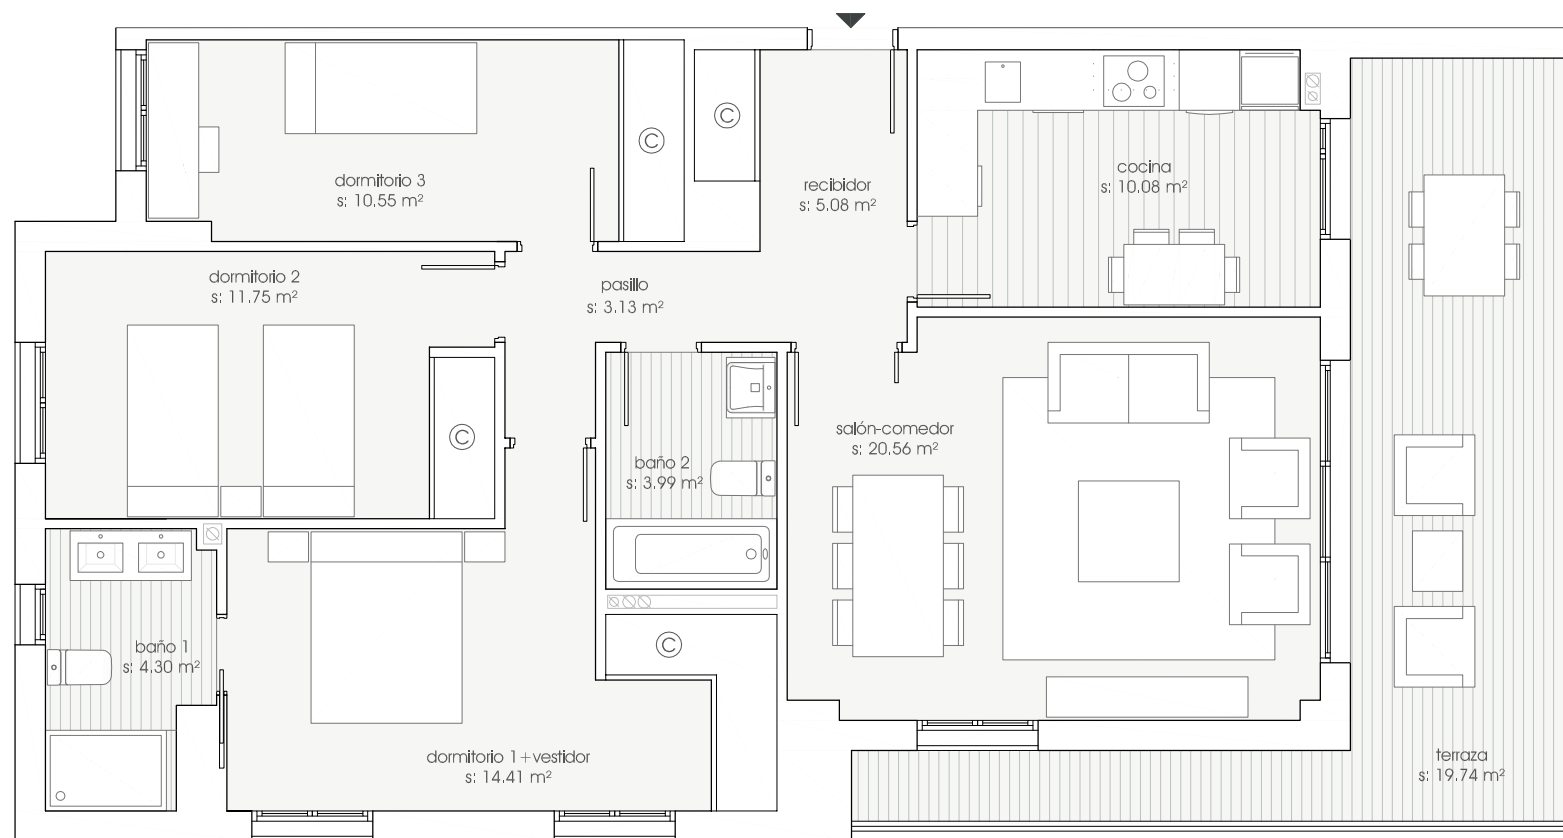 dormitorio 3
s: 10.55 m²
C
C
recibidor
s: 5.08 m²
cocina
s: 10.08 m²
dormitorio 2
s: 11.75 m²
pasillo
s: 3.13 m²
C
baño 2
s: 3.99 m²
salón-comedor
s: 20.56 m²
baño 1
s: 4.30 m²
C
dormitorio 1+vestidor
s: 14.41 m²
terraza
s: 19.74 m²